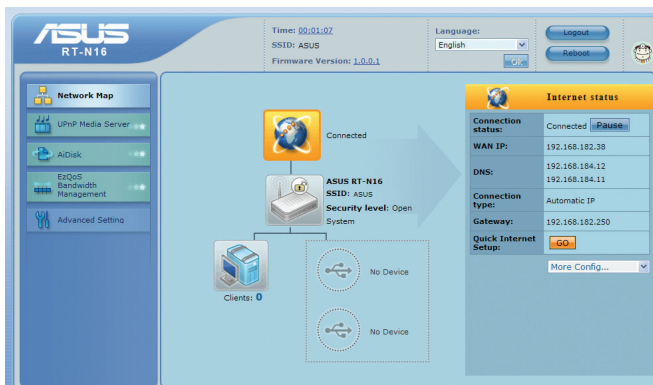 ASUS
RT-N16
Time: 00:01:07
SSID: ASUS
Firmware Version: 1.0.0.1
Language:
English
OK
Logout
Reboot
Network Map
UPnP Media Server
AiDisk
EzQoS
Bandwidth
Management
Advanced Setting
Connected
ASUS RT-N16
SSID: ASUS
Security level: Open
System
Clients: 0
No Device
No Device
Internet status
Connection
status:
Connected Pause
WAN IP: 192.168.182.38
DNS: 192.168.184.12
192.168.184.11
Connection
type:
Automatic IP
Gateway: 192.168.182.250
Quick Internet
Setup:
GO
More Config...